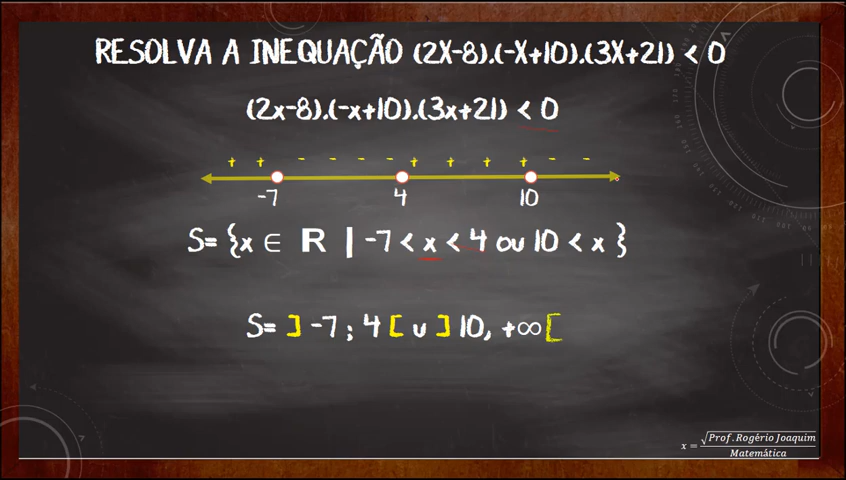 RESOLVA A INEQUAÇÃO (2X-8).(-X+10).(3X+21) < 0
(2x-8).(-x+10).(3x+21) < 0
+ + - - - - + + + + - -
-7 4 10
S= {x ∈ R | -7 < x < 4 ou 10 < x }
S= ] -7 ; 4 [ u ] 10, +∞ [
x = √Prof. Rogério Joaquim
Matemática